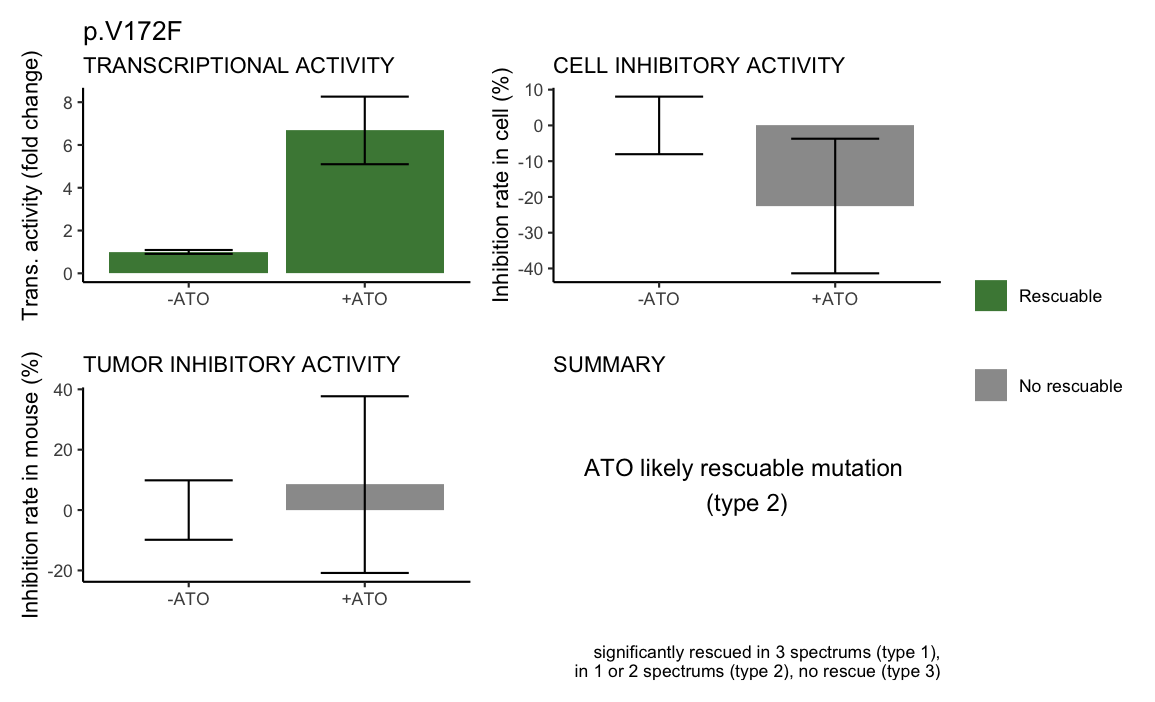 p.V172F
TRANSCRIPTIONAL ACTIVITY
Trans. activity (fold change)
8
6
4
2
0
-ATO
+ATO
CELL INHIBITORY ACTIVITY
Inhibition rate in cell (%)
10
0
-10
-20
-30
-40
-ATO
+ATO
Rescuable
No rescuable
TUMOR INHIBITORY ACTIVITY
Inhibition rate in mouse (%)
40
20
0
-20
-ATO
+ATO
SUMMARY
ATO likely rescuable mutation
(type 2)
significantly rescued in 3 spectrums (type 1),
in 1 or 2 spectrums (type 2), no rescue (type 3)